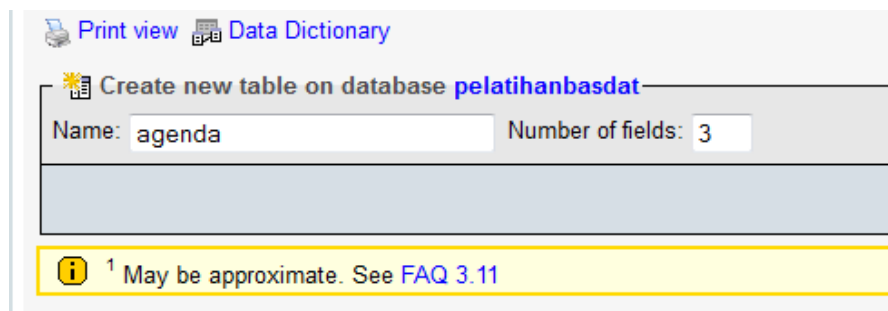 Print view Data Dictionary
Create new table on database pelatihanbasdat
Name: agenda Number of fields: 3
1 May be approximate. See FAQ 3.11